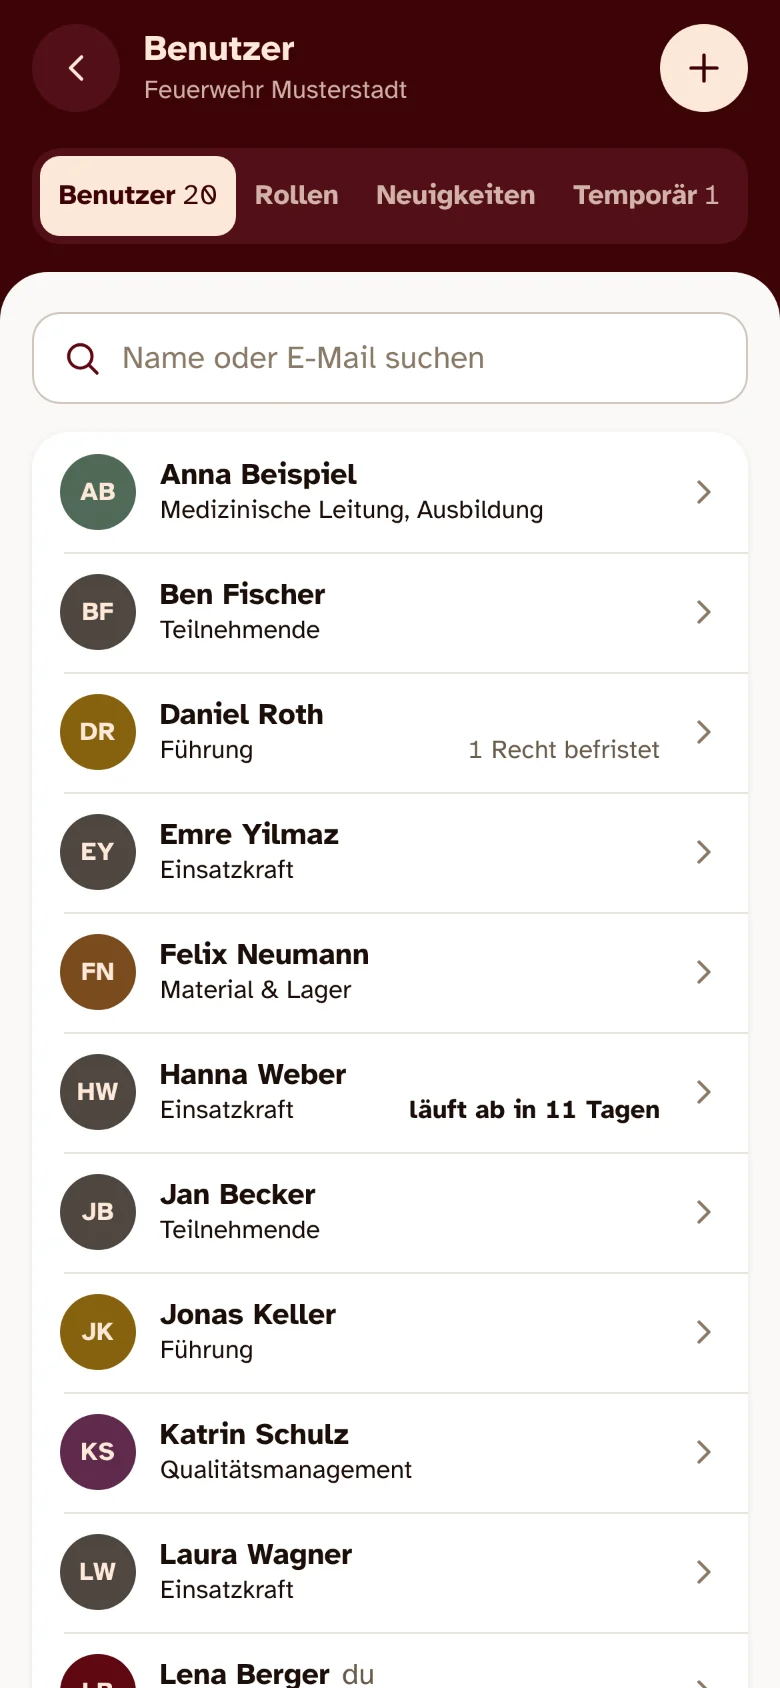 Benutzer
Feuerwehr Musterstadt
Benutzer 20 Rollen Neuigkeiten Temporär 1
Name oder E-Mail suchen
AB
Anna Beispiel
Medizinische Leitung, Ausbildung
BF
Ben Fischer
Teilnehmende
DR
Daniel Roth
Führung 1 Recht befristet
EY
Emre Yilmaz
Einsatzkraft
FN
Felix Neumann
Material & Lager
HW
Hanna Weber
Einsatzkraft läuft ab in 11 Tagen
JB
Jan Becker
Teilnehmende
JK
Jonas Keller
Führung
KS
Katrin Schulz
Qualitätsmanagement
LW
Laura Wagner
Einsatzkraft
Lena Berger du